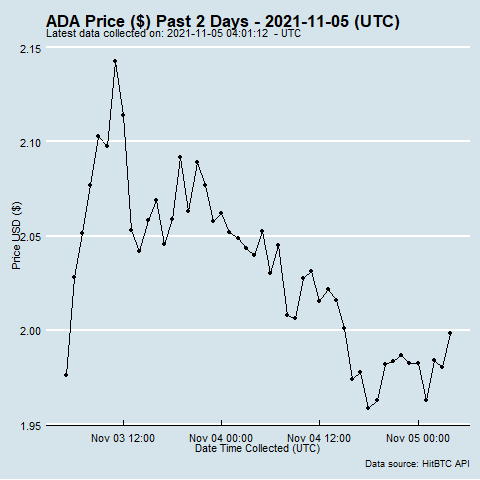 ADA Price ($) Past 2 Days - 2021-11-05 (UTC)
Latest data collected on: 2021-11-05 04:01:12 - UTC
2.15
2.10
2.05
2.00
1.95
Price USD ($)
Nov 03 12:00 Nov 04 00:00 Nov 04 12:00 Nov 05 00:00
Date Time Collected (UTC)
Data source: HitBTC API